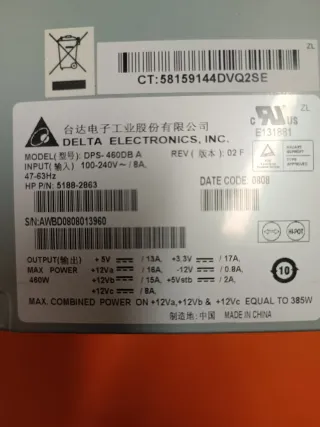 ZL
CT:58159144DVQ2SE
台达电子工业股份有限公司
DELTA ELECTRONICS, INC.
E131881
ZL
MODEL(型号): DPS-460DB A
REV (版本): 02F
INPUT(输入) 100-240V~/8A,
47-63Hz
HP P/N: 5188-2863
DATE CODE: 0808
S/N:AWBD0808013960
HI-POT
10
OUTPUT(输出) +5V /13A, +3.3V /17A,
MAX POWER +12Va /16A, -12V /0.8A,
460W +12Vb /15A, +5Vstb /2A,
+12Vc /8A,
MAX. COMBINED POWER ON +12Va,+12Vb & +12Vc EQUAL TO 385W
制造地: 中国 MADE IN CHINA